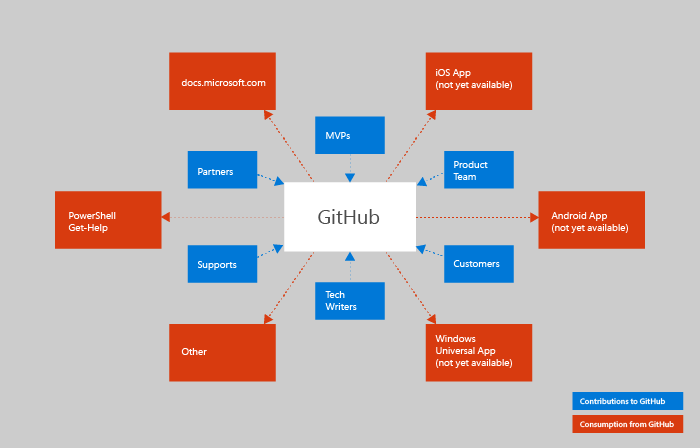 docs.microsoft.com
iOS App
(not yet available)
MVPs
Partners
Product
Team
PowerShell
Get-Help
GitHub
Android App
(not yet available)
Supports
Customers
Tech
Writers
Other
Windows
Universal App
(not yet available)
Contributions to GitHub
Consumption from GitHub